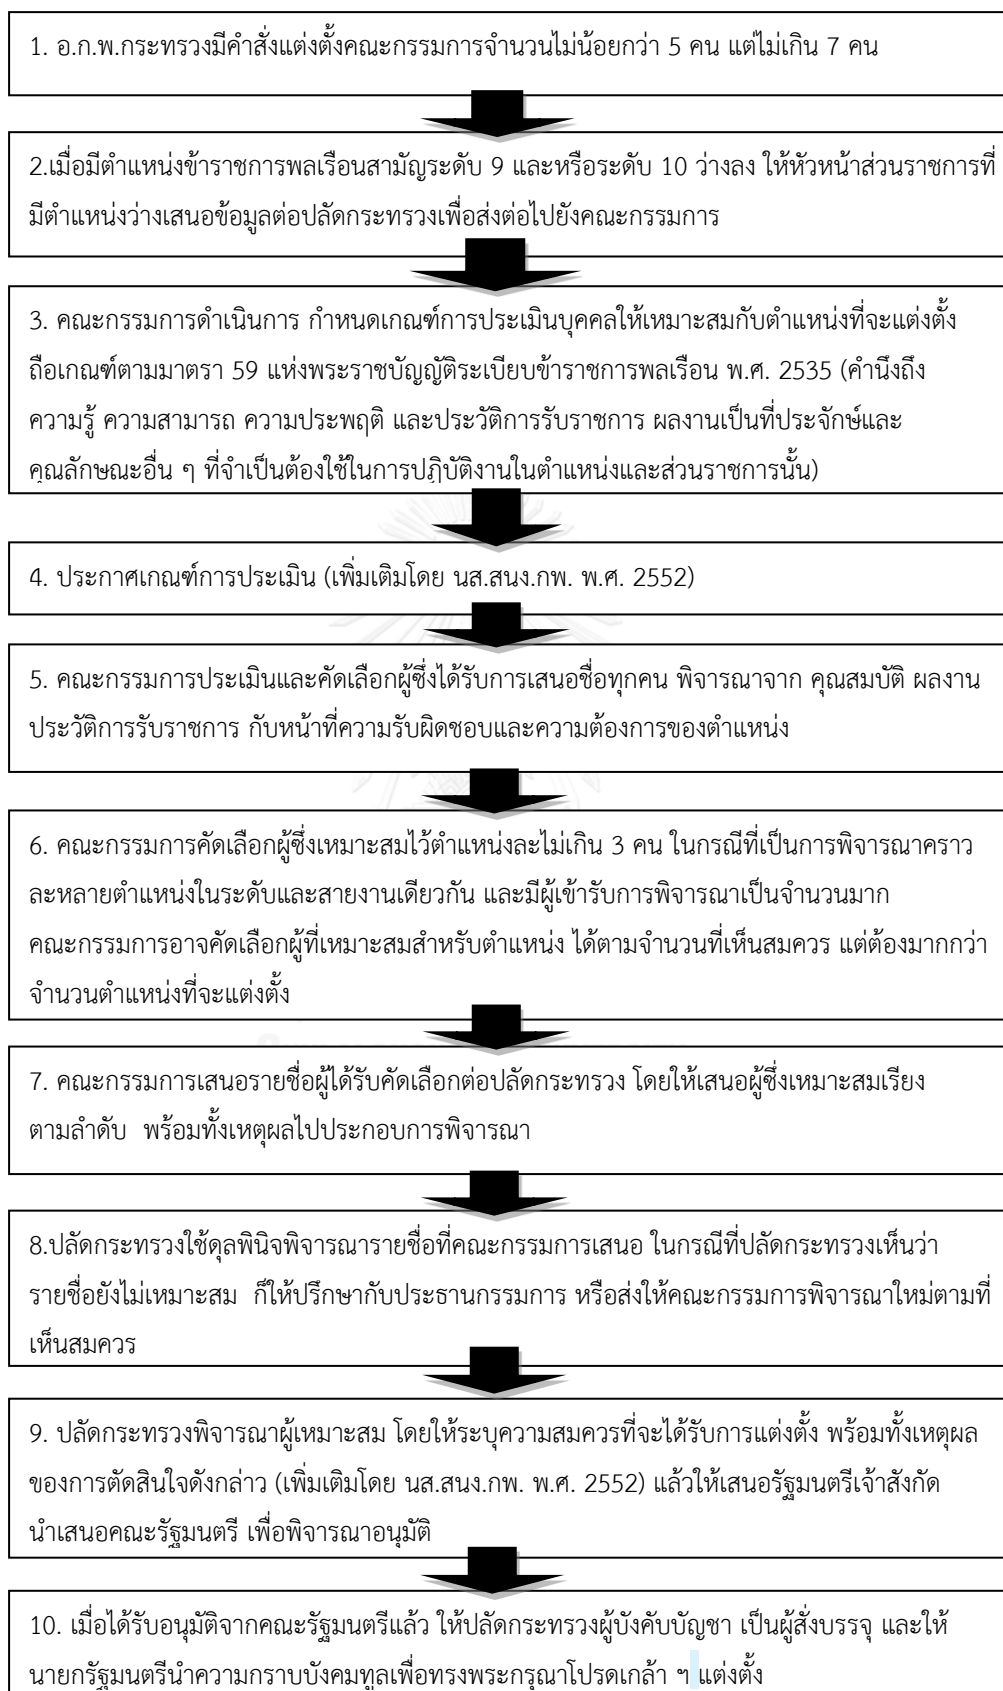 1. อ.ก.พ.กระทรวงมีคำสั่งแต่งตั้งคณะกรรมการจำนวนไม่น้อยกว่า 5 คน แต่ไม่เกิน 7 คน
2.เมื่อมีตำแหน่งข้าราชการพลเรือนสามัญระดับ 9 และหรือระดับ 10 ว่างลง ให้หัวหน้าส่วนราชการที่
มีตำแหน่งว่างเสนอข้อมูลต่อปลัดกระทรวงเพื่อส่งต่อไปยังคณะกรรมการ
3. คณะกรรมการดำเนินการ กำหนดเกณฑ์การประเมินบุคคลให้เหมาะสมกับตำแหน่งที่จะแต่งตั้ง
ถือเกณฑ์ตามมาตรา 59 แห่งพระราชบัญญัติระเบียบข้าราชการพลเรือน พ.ศ. 2535 (คำนึงถึง
ความรู้ ความสามารถ ความประพฤติ และประวัติการรับราชการ ผลงานเป็นที่ประจักษ์และ
คุณลักษณะอื่น ๆ ที่จำเป็นต้องใช้ในการปฏิบัติงานในตำแหน่งและส่วนราชการนั้น)
4. ประกาศเกณฑ์การประเมิน (เพิ่มเติมโดย นส.สนง.กพ. พ.ศ. 2552)
5. คณะกรรมการประเมินและคัดเลือกผู้ซึ่งได้รับการเสนอชื่อทุกคน พิจารณาจาก คุณสมบัติ ผลงาน
ประวัติการรับราชการ กับหน้าที่ความรับผิดชอบและความต้องการของตำแหน่ง
6. คณะกรรมการคัดเลือกผู้ซึ่งเหมาะสมไว้ตำแหน่งละไม่เกิน 3 คน ในกรณีที่เป็นการพิจารณาคราว
ละหลายตำแหน่งในระดับและสายงานเดียวกัน และมีผู้เข้ารับการพิจารณาเป็นจำนวนมาก
คณะกรรมการอาจคัดเลือกผู้ที่เหมาะสมสำหรับตำแหน่ง ได้ตามจำนวนที่เห็นสมควร แต่ต้องมากกว่า
จำนวนตำแหน่งที่จะแต่งตั้ง
7. คณะกรรมการเสนอรายชื่อผู้ได้รับคัดเลือกต่อปลัดกระทรวง โดยให้เสนอผู้ซึ่งเหมาะสมเรียง
ตามลำดับ พร้อมทั้งเหตุผลไปประกอบการพิจารณา
8.ปลัดกระทรวงใช้ดุลพินิจพิจารณารายชื่อที่คณะกรรมการเสนอ ในกรณีที่ปลัดกระทรวงเห็นว่า
รายชื่อยังไม่เหมาะสม ก็ให้ปรึกษากับประธานกรรมการ หรือส่งให้คณะกรรมการพิจารณาใหม่ตามที่
เห็นสมควร
9. ปลัดกระทรวงพิจารณาผู้เหมาะสม โดยให้ระบุความสมควรที่จะได้รับการแต่งตั้ง พร้อมทั้งเหตุผล
ของการตัดสินใจดังกล่าว (เพิ่มเติมโดย นส.สนง.กพ. พ.ศ. 2552) แล้วให้เสนอรัฐมนตรีเจ้าสังกัด
นำเสนอคณะรัฐมนตรี เพื่อพิจารณาอนุมัติ
10. เมื่อได้รับอนุมัติจากคณะรัฐมนตรีแล้ว ให้ปลัดกระทรวงผู้บังคับบัญชา เป็นผู้สั่งบรรจุ และให้
นายกรัฐมนตรีนำความกราบบังคมทูลเพื่อทรงพระกรุณาโปรดเกล้า ฯ แต่งตั้ง